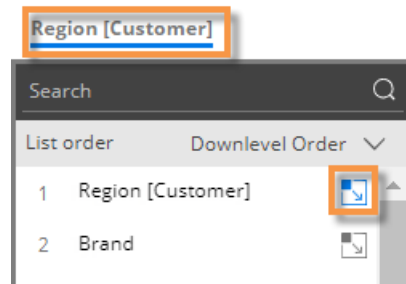 Region [Customer]
Search
List order Downlevel Order
1 Region [Customer]
2 Brand